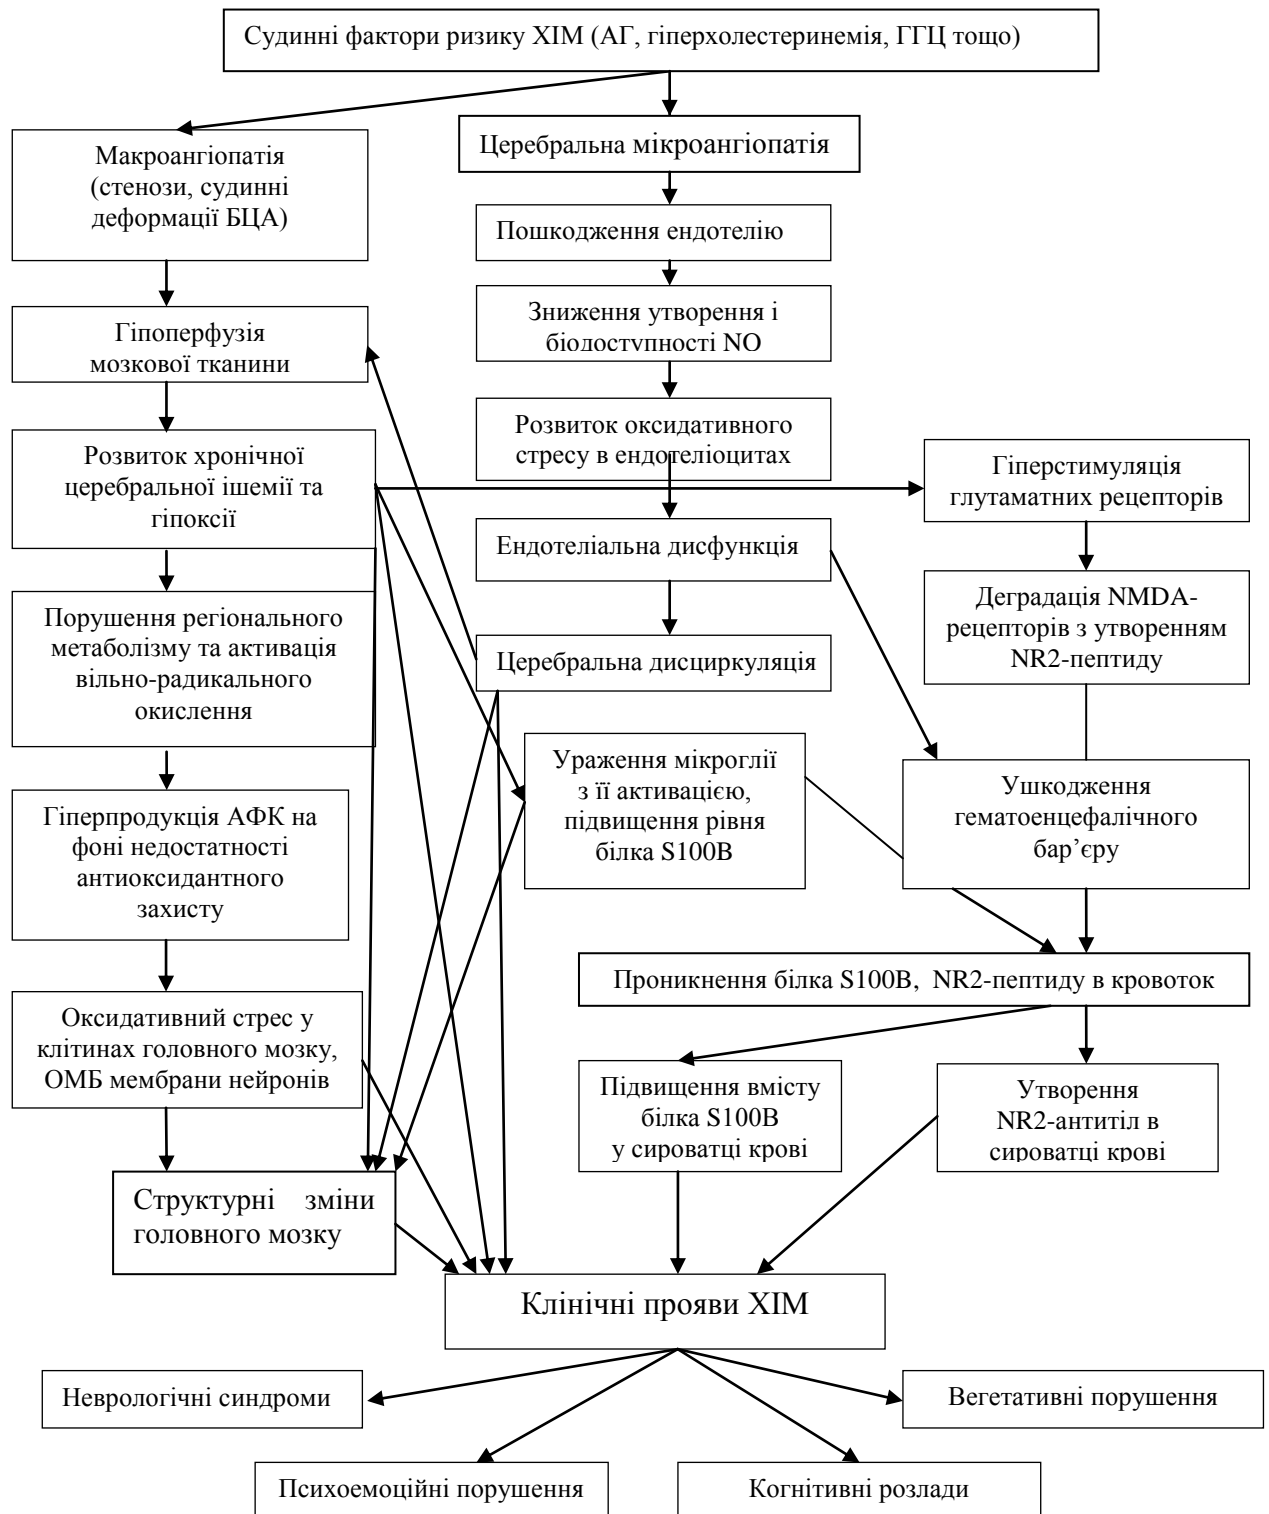 Судинні фактори ризику ХІМ (АГ, гіперхолестеринемія, ГГЦ тощо)
Макроангіопатія
(стенози, судинні
деформації БЦА)
Церебральна мікроангіопатія
Пошкодження ендотелію
Зниження утворення і
біодоступності NO
Гіпоперфузія
мозкової тканини
Розвиток оксидативного
стресу в ендотеліоцитах
Розвиток хронічної
церебральної ішемії та
гіпоксії
Гіперстимуляція
глутаматних рецепторів
Ендотеліальна дисфункція
Деградація NMDA-
рецепторів з утворенням
NR2-пептиду
Порушення регіонального
метаболізму та активація
вільно-радикального
окислення
Церебральна дисциркуляція
Ураження мікроглії
з її активацією,
підвищення рівня
білка S100B
Ушкодження
гематоенцефалічного
бар’єру
Гіперпродукція АФК на
фоні недостатності
антиоксидантного
захисту
Проникнення білка S100B, NR2-пептиду в кровоток
Оксидативний стрес у
клітинах головного мозку,
ОМБ мембрани нейронів
Підвищення вмісту
білка S100B
у сироватці крові
Утворення
NR2-антитіл в
сироватці крові
Структурні зміни
головного мозку
Клінічні прояви ХІМ
Неврологічні синдроми
Вегетативні порушення
Психоемоційні порушення
Когнітивні розлади